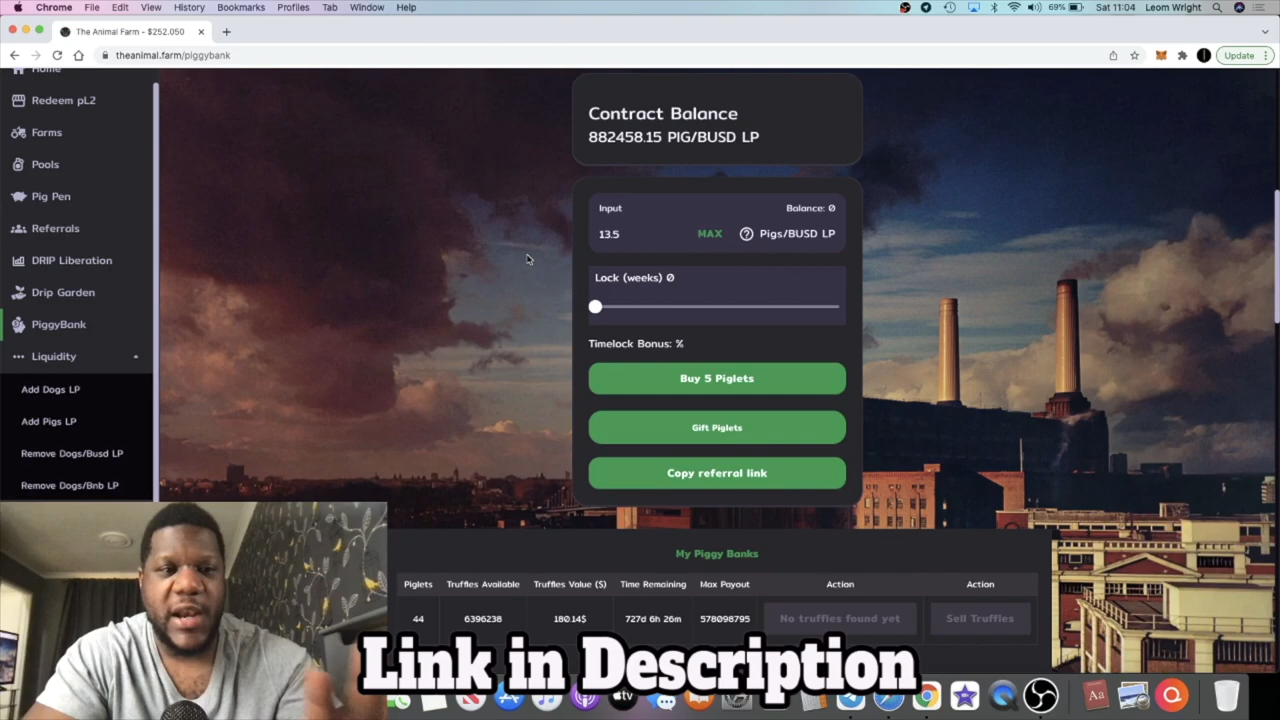 Chrome File Edit View History Bookmarks Profiles Tab Window Help 69% Sat 11:04 Leom Wright
The Animal Farm - $252.050
theanimal.farm/piggybank
Update
Home
Redeem pL2
Farms
Pools
Pig Pen
Referrals
DRIP Liberation
Drip Garden
PiggyBank
Liquidity
Add Dogs LP
Add Pigs LP
Remove Dogs/Busd LP
Remove Dogs/Bnb LP
Contract Balance
882458.15 PIG/BUSD LP
Input Balance: 0
13.5 MAX Pigs/BUSD LP
Lock (weeks) 0
Timelock Bonus: %
Buy 5 Piglets
Gift Piglets
Copy referral link
My Piggy Banks
Piglets Truffles Available Truffles Value ($) Time Remaining Max Payout Action Action
44 6396238 180.14$ 727d 6h 26m 578098795 No truffles found yet Sell Truffles
Link in Description
tv
Aa